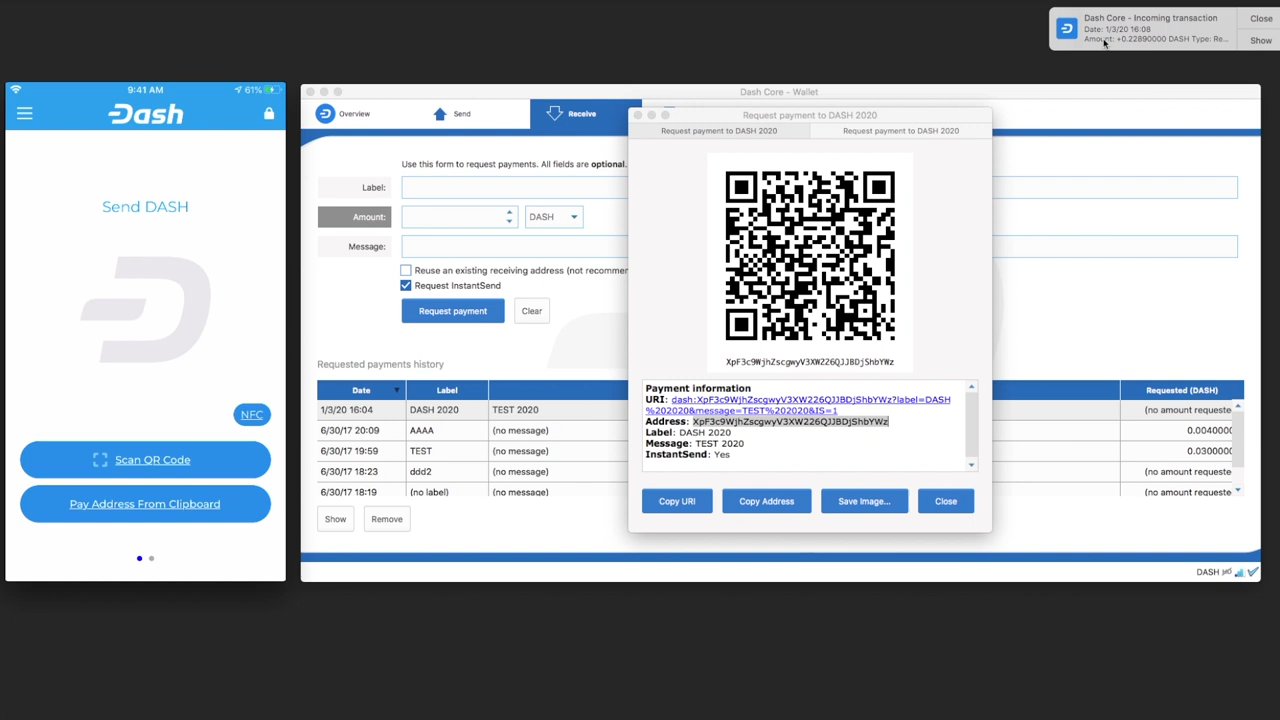 Dash Core - Incoming transaction
Date: 1/3/20 16:08
Amount: +0.22890000 DASH Type: Re...
Close
Show
9:41 AM
61%
Dash
Send DASH
NFC
Scan QR Code
Pay Address From Clipboard
Dash Core - Wallet
Overview
Send
Receive
Use this form to request payments. All fields are optional.
Label:
Amount:
DASH
Message:
Reuse an existing receiving address (not recommen
Request InstantSend
Request payment
Clear
Requested payments history
Date Label Requested (DASH)
1/3/20 16:04 DASH 2020 TEST 2020 (no amount requeste
6/30/17 20:09 AAAA (no message) 0.0040000
6/30/17 19:59 TEST (no message) 0.0300000
6/30/17 18:23 ddd2 (no message) (no amount requeste
6/30/17 18:19 (no label) (no message) (no amount requeste
Show
Remove
DASH
Request payment to DASH 2020
Request payment to DASH 2020
Request payment to DASH 2020
XpF3c9WjhZscgwyV3XW226QJJBDjShbYWz
Payment information
URI: dash:XpF3c9WjhZscgwyV3XW226QJJBDjShbYWz?label=DASH
%202020&message=TEST%202020&IS=1
Address: XpF3c9WjhZscgwyV3XW226QJJBDjShbYWz
Label: DASH 2020
Message: TEST 2020
InstantSend: Yes
Copy URI
Copy Address
Save Image...
Close